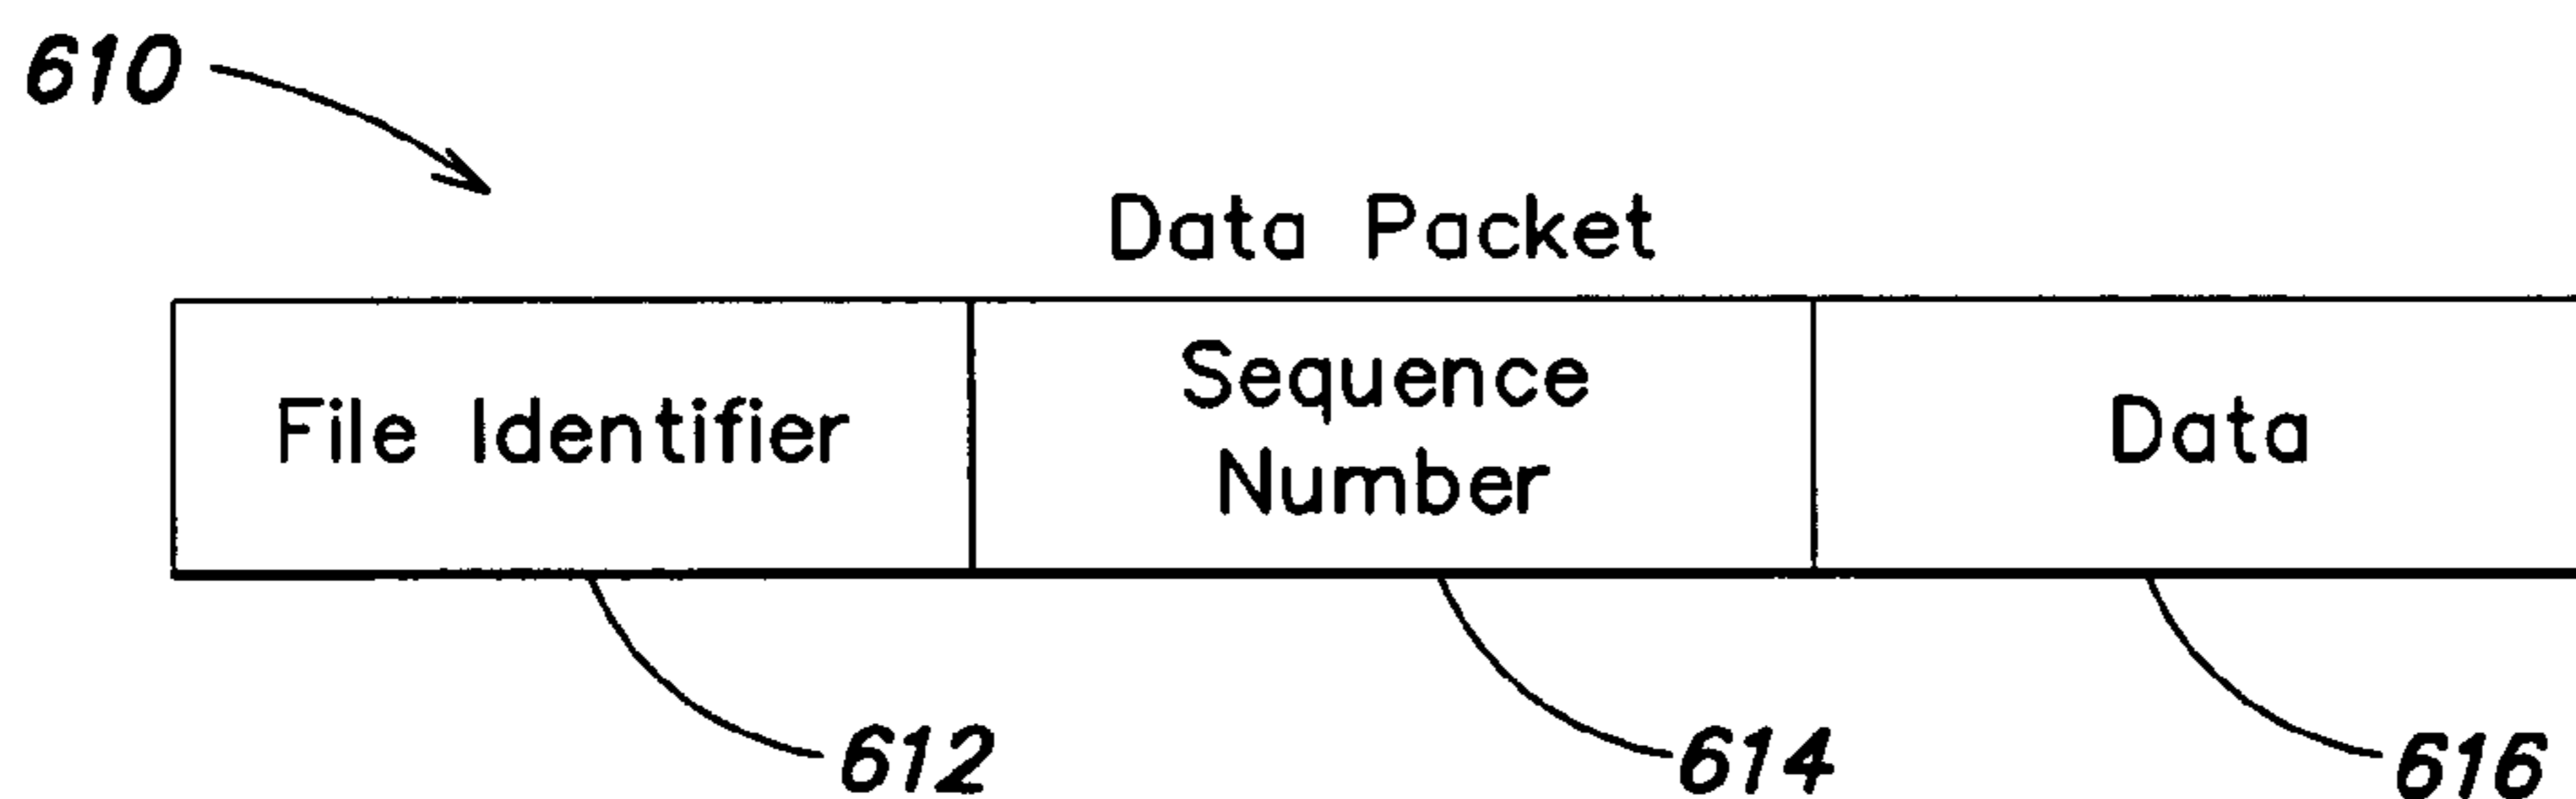 610
Data Packet
File Identifier
Sequence
Number
Data
612
614
616